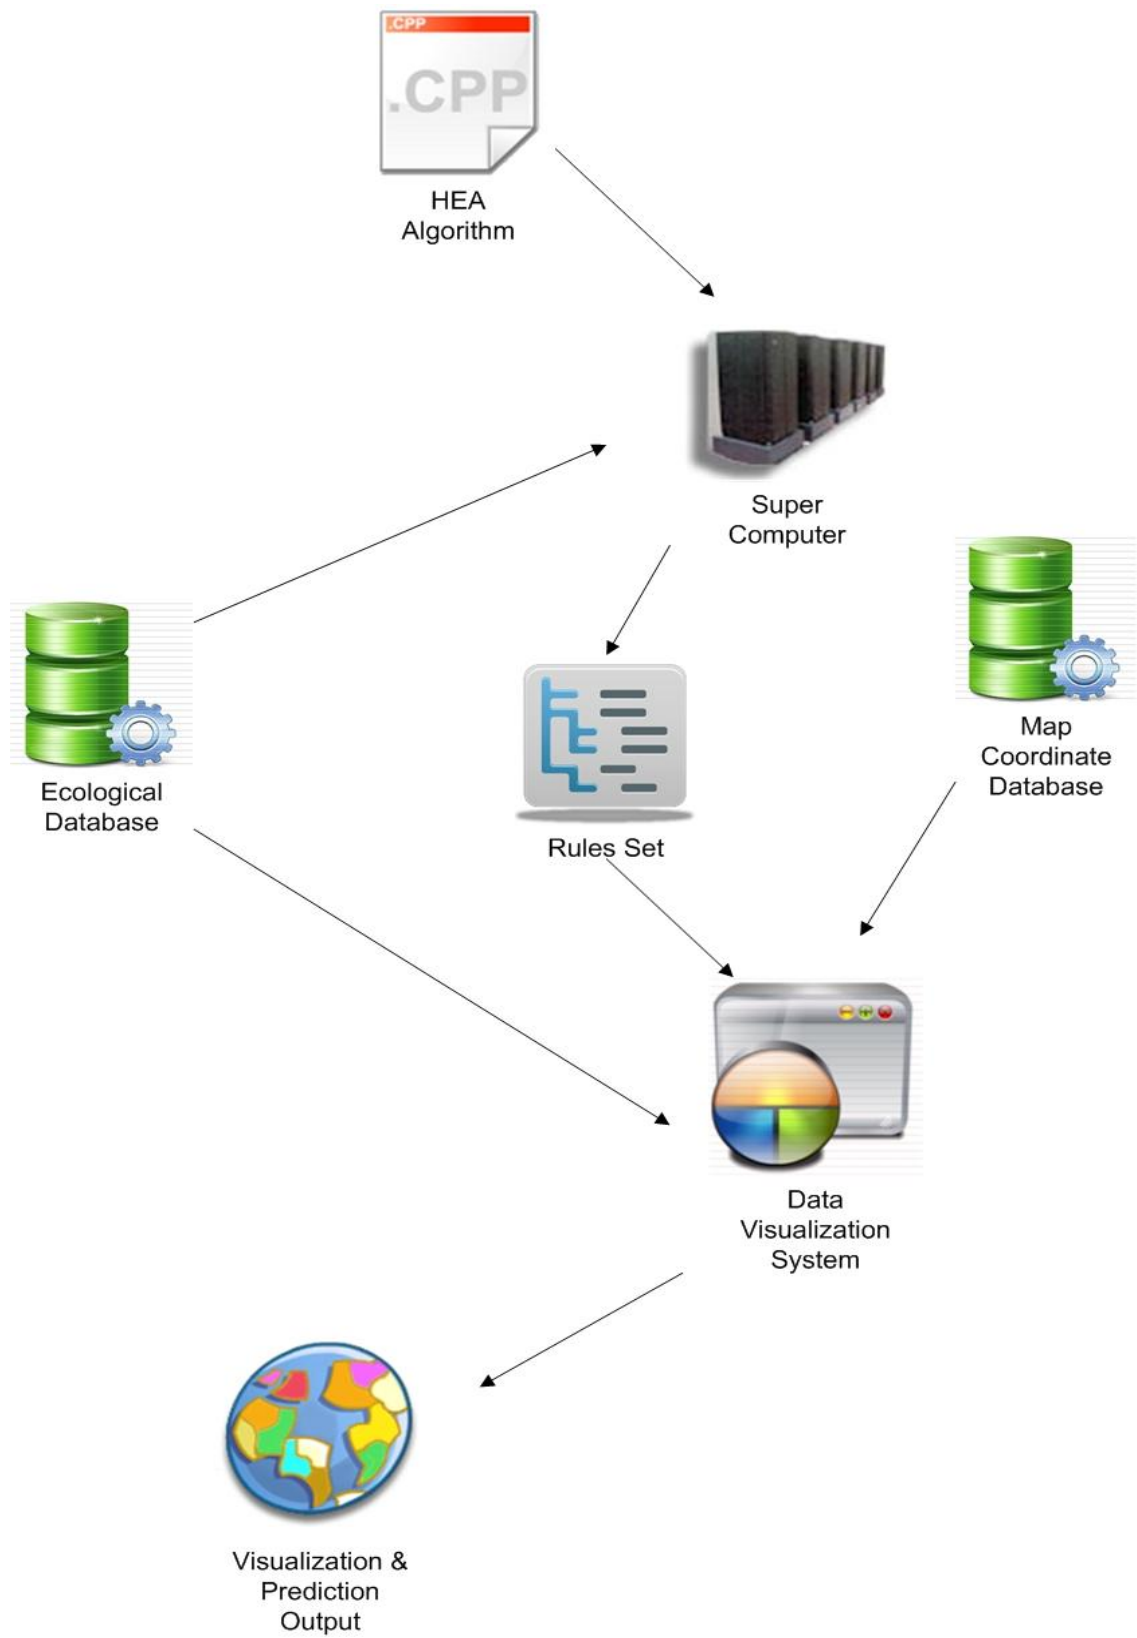 .CPP
.CPP
HEA
Algorithm
Super
Computer
Ecological
Database
Rules Set
Map
Coordinate
Database
Data
Visualization
System
Visualization &
Prediction
Output